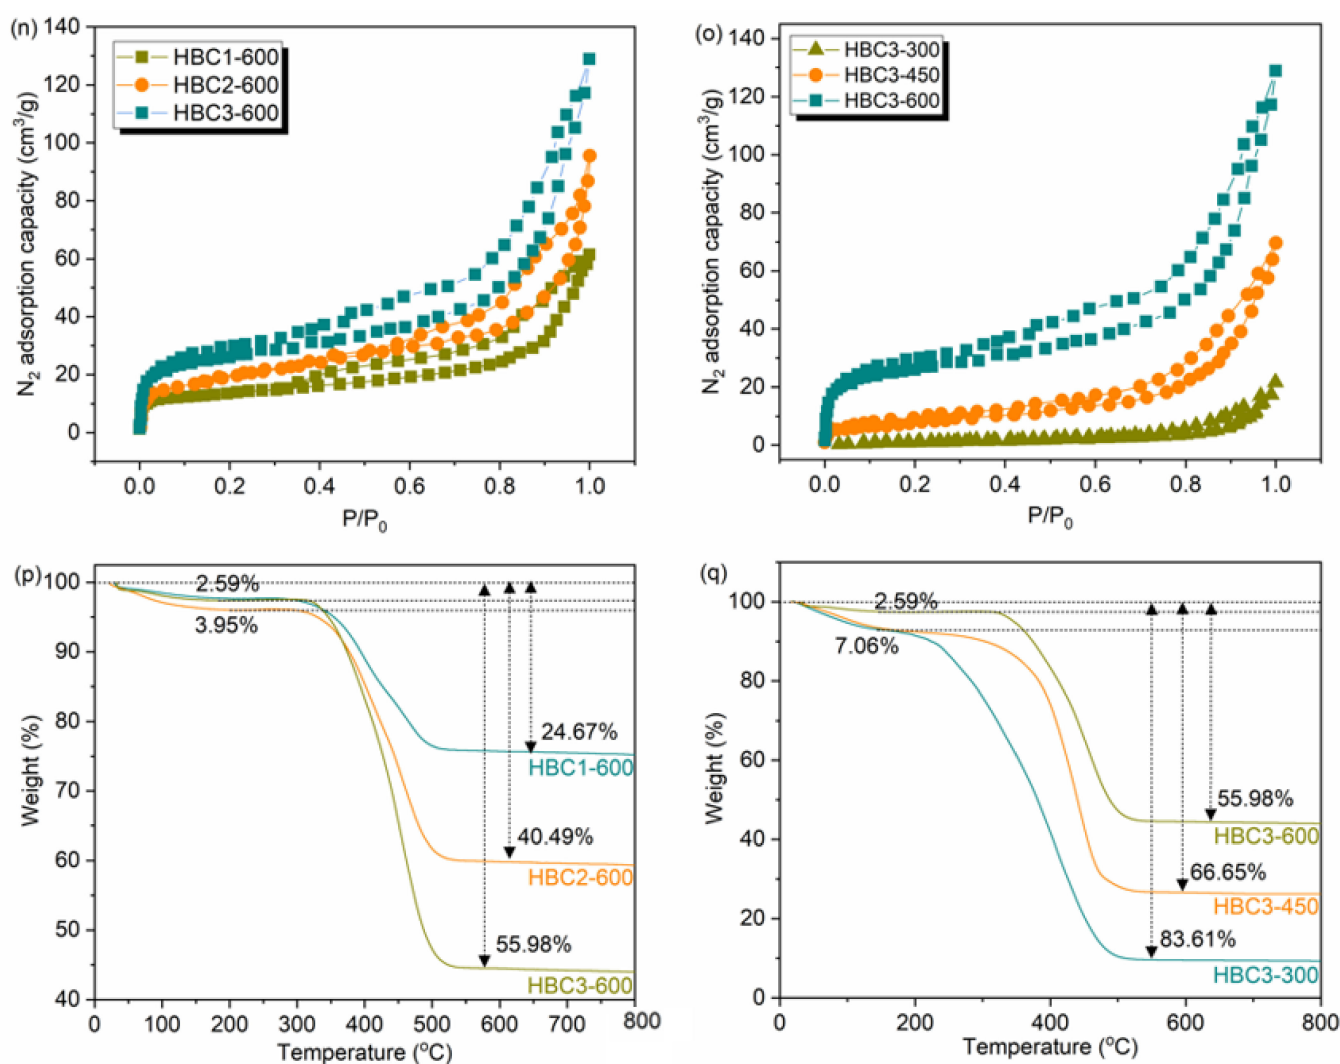 (n)
N2 adsorption capacity (cm3/g)
140
120
100
80
60
40
20
0
HBC1-600
HBC2-600
HBC3-600
0.0 0.2 0.4 0.6 0.8 1.0
P/P0
(o)
N2 adsorption capacity (cm3/g)
140
120
100
80
60
40
20
0
HBC3-300
HBC3-450
HBC3-600
0.0 0.2 0.4 0.6 0.8 1.0
P/P0
(p)
Weight (%)
100
90
80
70
60
50
40
2.59%
3.95%
24.67%
HBC1-600
40.49%
HBC2-600
55.98%
HBC3-600
0 100 200 300 400 500 600 700 800
Temperature (oC)
(q)
Weight (%)
100
80
60
40
20
0
2.59%
7.06%
55.98%
HBC3-600
66.65%
HBC3-450
83.61%
HBC3-300
0 200 400 600 800
Temperature (oC)